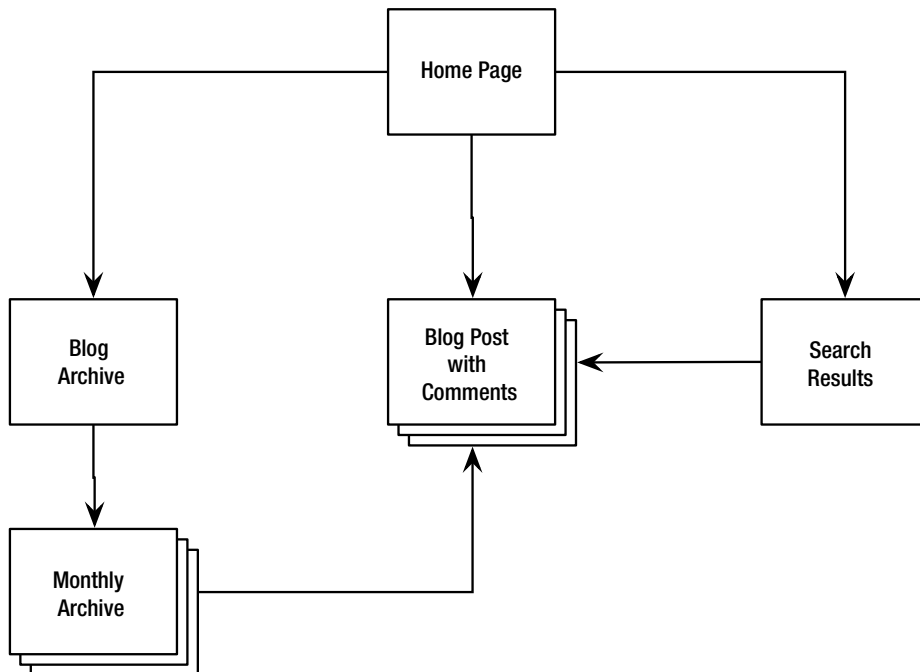 Home Page
Blog
Archive
Blog Post
with
Comments
Search
Results
Monthly
Archive